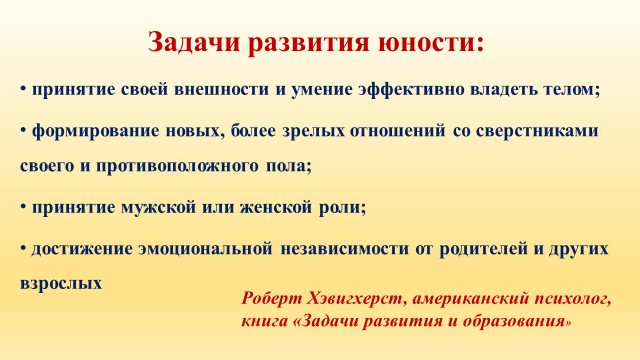 Задачи развития юности:
• принятие своей внешности и умение эффективно владеть телом;
• формирование новых, более зрелых отношений со сверстниками
своего и противоположного пола;
• принятие мужской или женской роли;
• достижение эмоциональной независимости от родителей и других
взрослых
Роберт Хэвигхерст, американский психолог,
книга «Задачи развития и образования»